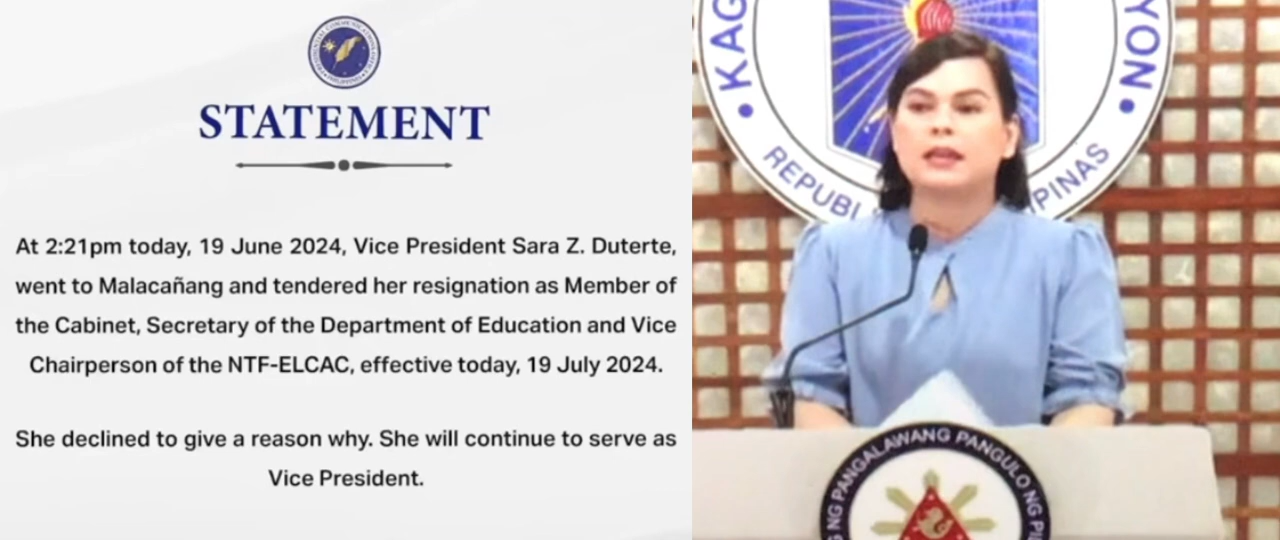 STATEMENT
At 2:21pm today, 19 June 2024, Vice President Sara Z. Duterte,
went to Malacañang and tendered her resignation as Member of
the Cabinet, Secretary of the Department of Education and Vice
Chairperson of the NTF-ELCAC, effective today, 19 July 2024.
She declined to give a reason why. She will continue to serve as
Vice President.
• KAG
YON •
REPUBL
PINAS
NG PANGALAWANG PANGULO NG PI